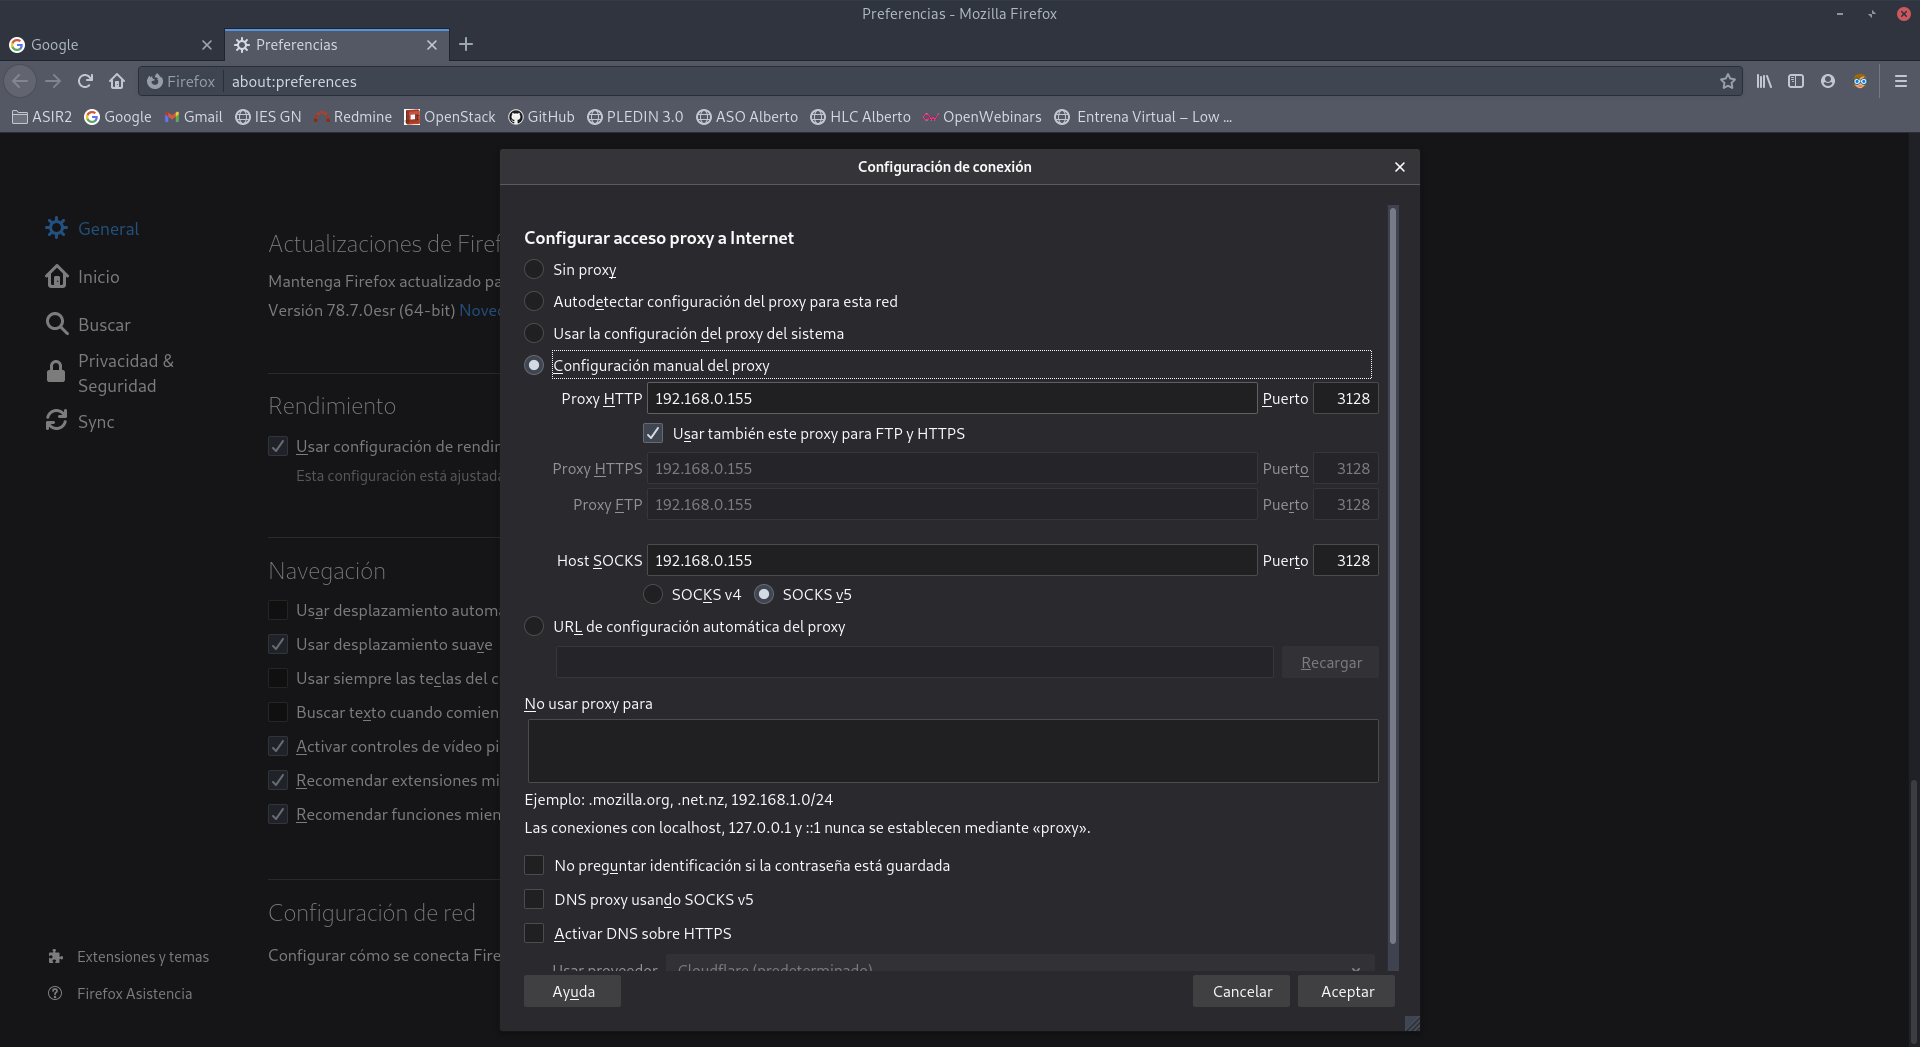 Preferencias - Mozilla Firefox
Google
Preferencias
Firefox about:preferences
ASIR2 Google Gmail IES GN Redmine OpenStack GitHub PLEDIN 3.0 ASO Alberto HLC Alberto OpenWebinars Entrena Virtual – Low ...
General
Inicio
Buscar
Privacidad &
Seguridad
Sync
Extensiones y temas
Firefox Asistencia
Actualizaciones de Firef
Mantenga Firefox actualizado pa
Versión 78.7.0esr (64-bit) Noved
Rendimiento
Usar configuración de rendir
Esta configuración está ajustada
Navegación
Usar desplazamiento automá
Usar desplazamiento suave
Usar siempre las teclas del c
Buscar texto cuando comien
Activar controles de vídeo pi
Recomendar extensiones mi
Recomendar funciones mien
Configuración de red
Configurar cómo se conecta Fire
Configuración de conexión
Configurar acceso proxy a Internet
Sin proxy
Autodetectar configuración del proxy para esta red
Usar la configuración del proxy del sistema
Configuración manual del proxy
Proxy HTTP 192.168.0.155 Puerto 3128
Usar también este proxy para FTP y HTTPS
Proxy HTTPS 192.168.0.155 Puerto 3128
Proxy FTP 192.168.0.155 Puerto 3128
Host SOCKS 192.168.0.155 Puerto 3128
SOCKS v4 SOCKS v5
URL de configuración automática del proxy
Recargar
No usar proxy para
Ejemplo: .mozilla.org, .net.nz, 192.168.1.0/24
Las conexiones con localhost, 127.0.0.1 y ::1 nunca se establecen mediante «proxy».
No preguntar identificación si la contraseña está guardada
DNS proxy usando SOCKS v5
Activar DNS sobre HTTPS
Usar proveedor Cloudflare (predeterminado)
Ayuda Cancelar Aceptar